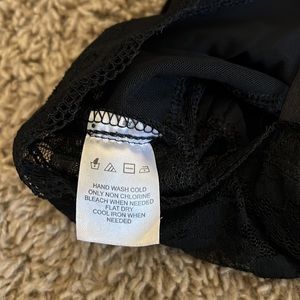 HAND WASH COLD
ONLY NON CHLORINE
BLEACH WHEN NEEDED
FLAT DRY
COOL IRON WHEN
NEEDED